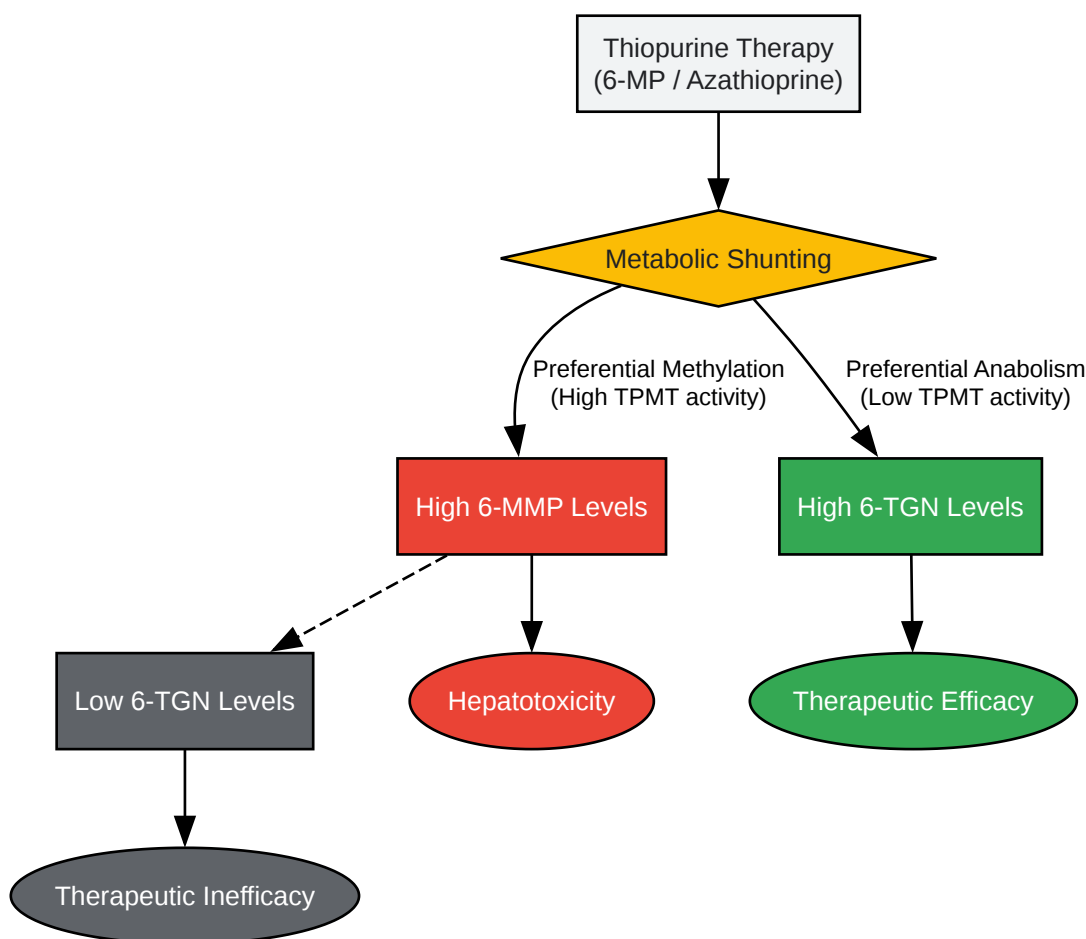 Thiopurine Therapy
(6-MP / Azathioprine)
Metabolic Shunting
Preferential Methylation
(High TPMT activity)
Preferential Anabolism
(Low TPMT activity)
High 6-MMP Levels
High 6-TGN Levels
Low 6-TGN Levels
Hepatotoxicity
Therapeutic Efficacy
Therapeutic Inefficacy